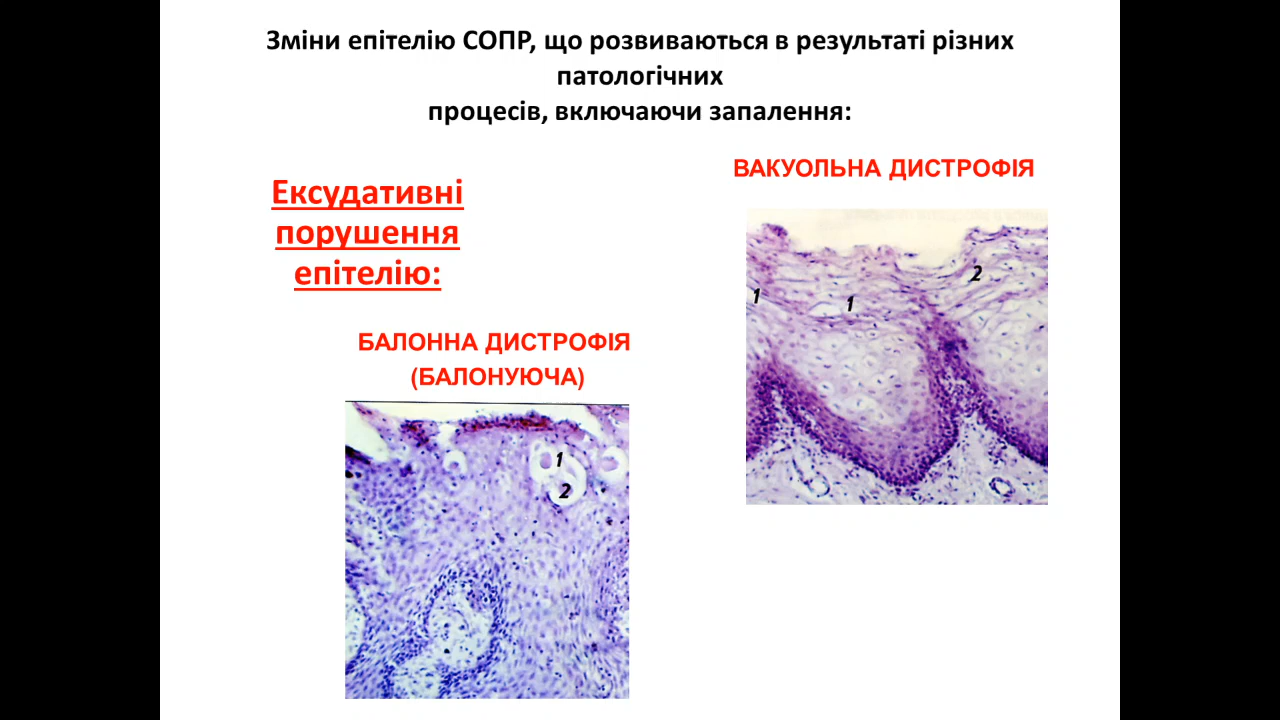 Зміни епітелію СОПР, що розвиваються в результаті різних
патологічних
процесів, включаючи запалення:
Ексудативні
порушення
епітелію:
БАЛОННА ДИСТРОФІЯ
(БАЛОНУЮЧА)
1
2
ВАКУОЛЬНА ДИСТРОФІЯ
1
1
2